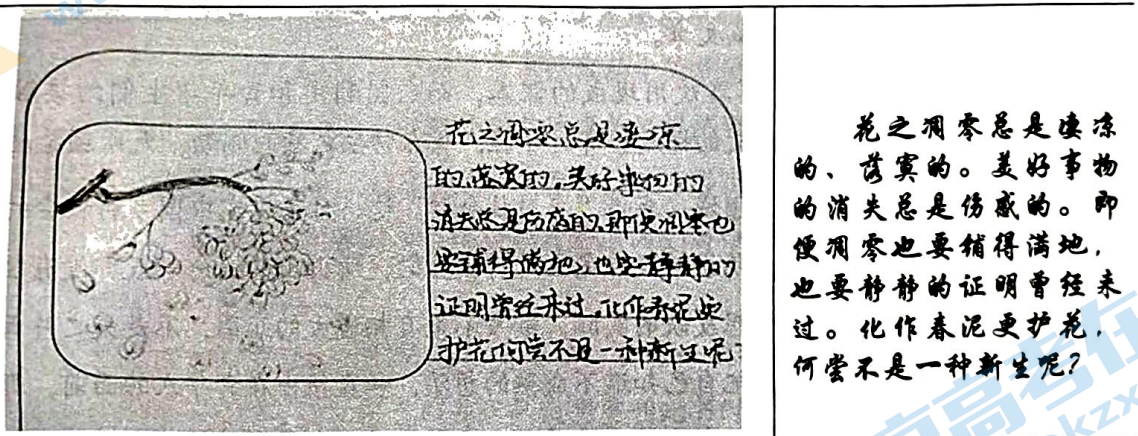 花之凋零总是凄凉
的、落寞的。美好事物的
消失总是伤感的。即便凋零也
要铺得满地,也要静静的
证明曾经来过。化作春泥更
护花何尝不是一种新生呢
花之凋零总是凄凉
的、落寞的。美好事物
的消失总是伤感的。即
便凋零也要铺得满地,
也要静静的证明曾经来
过。化作春泥更护花,
何尝不是一种新生呢?